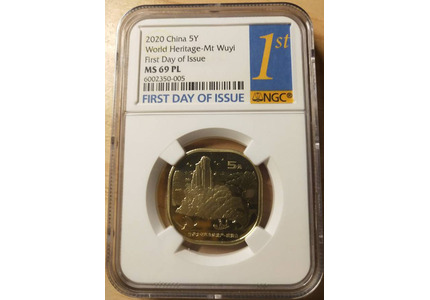 2020 China 5Y
World Heritage-Mt Wuyi
First Day of Issue
MS 69 PL
6002350-005
FIRST DAY OF ISSUE
1st
NGC®
5元